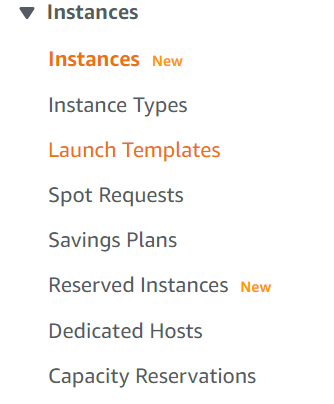 Instances
Instances New
Instance Types
Launch Templates
Spot Requests
Savings Plans
Reserved Instances New
Dedicated Hosts
Capacity Reservations